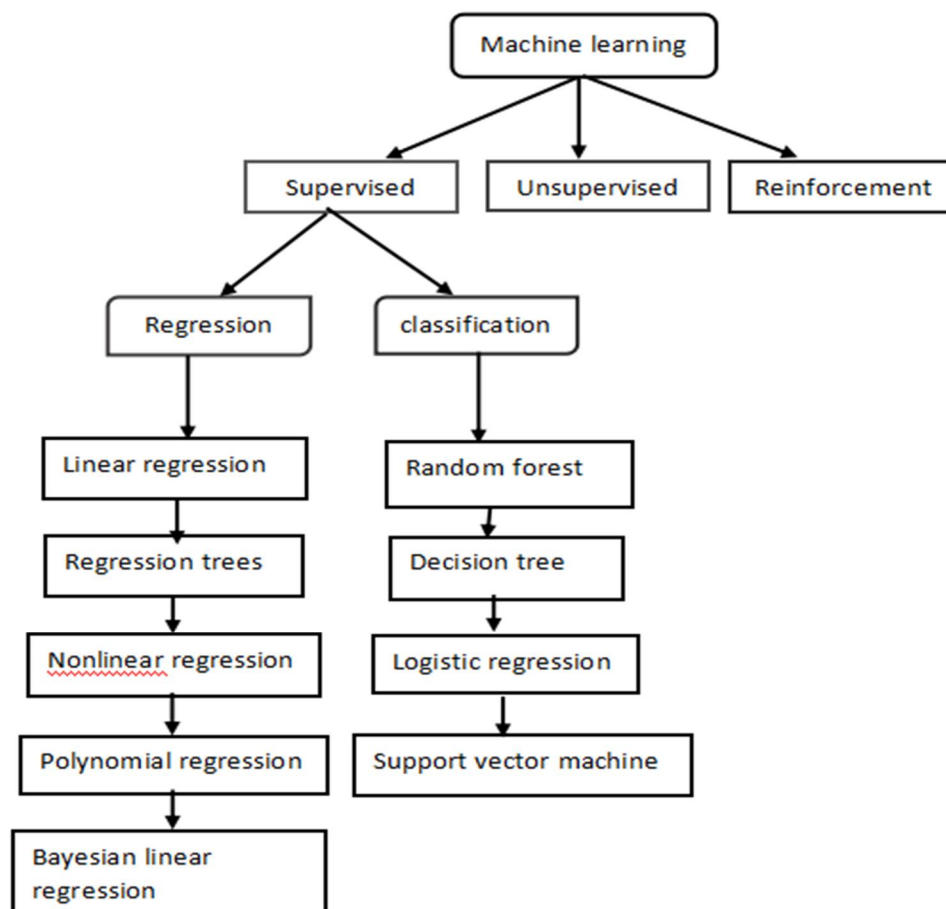 Machine learning
Supervised
Unsupervised
Reinforcement
Regression
classification
Linear regression
Random forest
Regression trees
Decision tree
Nonlinear regression
Logistic regression
Polynomial regression
Support vector machine
Bayesian linear
regression